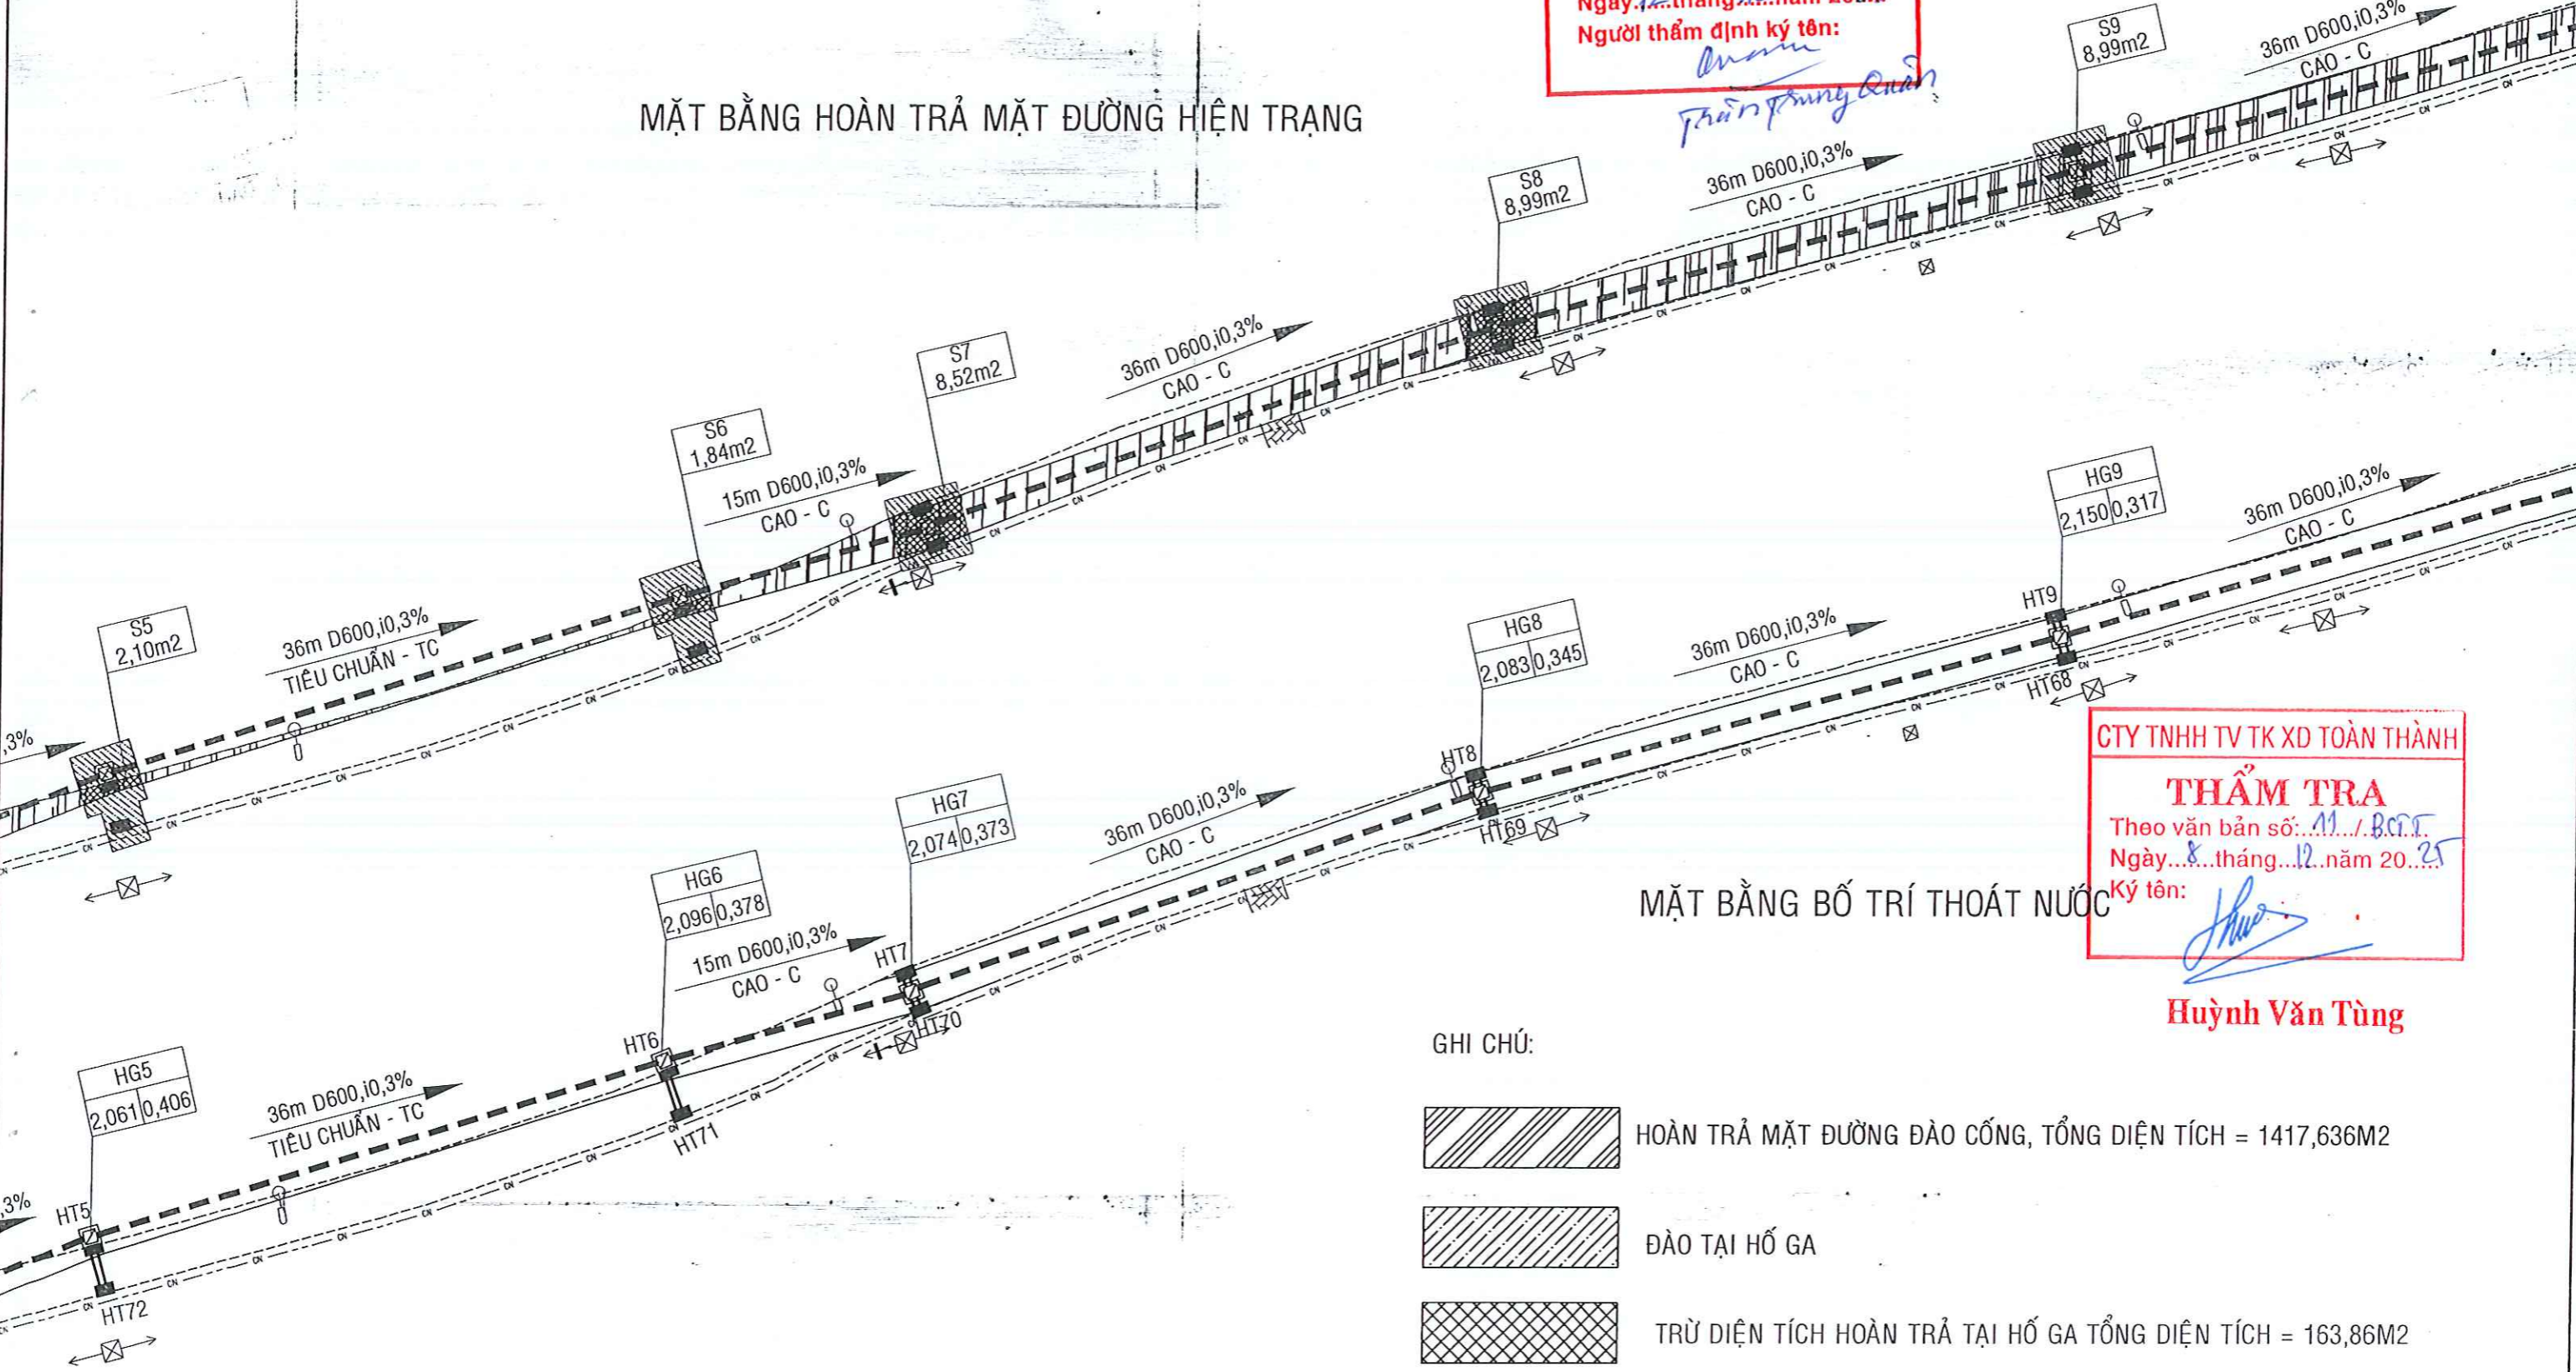 Người thẩm định ký tên:
Trần Trung Quân
MẶT BẰNG HOÀN TRẢ MẶT ĐƯỜNG HIỆN TRẠNG
S9
8,99m2
36m D600,i0,3%
CAO - C
S8
8,99m2
36m D600,i0,3%
CAO - C
S7
8,52m2
36m D600,i0,3%
CAO - C
S6
1,84m2
15m D600,i0,3%
CAO - C
S5
2,10m2
36m D600,i0,3%
TIÊU CHUẨN - TC
,3%
HG9
2,150 0,317
36m D600,i0,3%
CAO - C
HT9
HT68
HG8
2,083 0,345
36m D600,i0,3%
CAO - C
HT8
HT69
HG7
2,074 0,373
36m D600,i0,3%
CAO - C
HT7
HT70
HG6
2,096 0,378
15m D600,i0,3%
CAO - C
HT6
HT71
HG5
2,061 0,406
36m D600,i0,3%
TIÊU CHUẨN - TC
HT5
HT72
,3%
CTY TNHH TV TK XD TOÀN THÀNH
THẨM TRA
Theo văn bản số:..11../.BCTT
Ngày...8..tháng...12..năm 20..25
Ký tên:
Huỳnh Văn Tùng
MẶT BẰNG BỐ TRÍ THOÁT NƯỚC
GHI CHÚ:
HOÀN TRẢ MẶT ĐƯỜNG ĐÀO CỐNG, TỔNG DIỆN TÍCH = 1417,636M2
ĐÀO TẠI HỐ GA
TRỪ DIỆN TÍCH HOÀN TRẢ TẠI HỐ GA TỔNG DIỆN TÍCH = 163,86M2